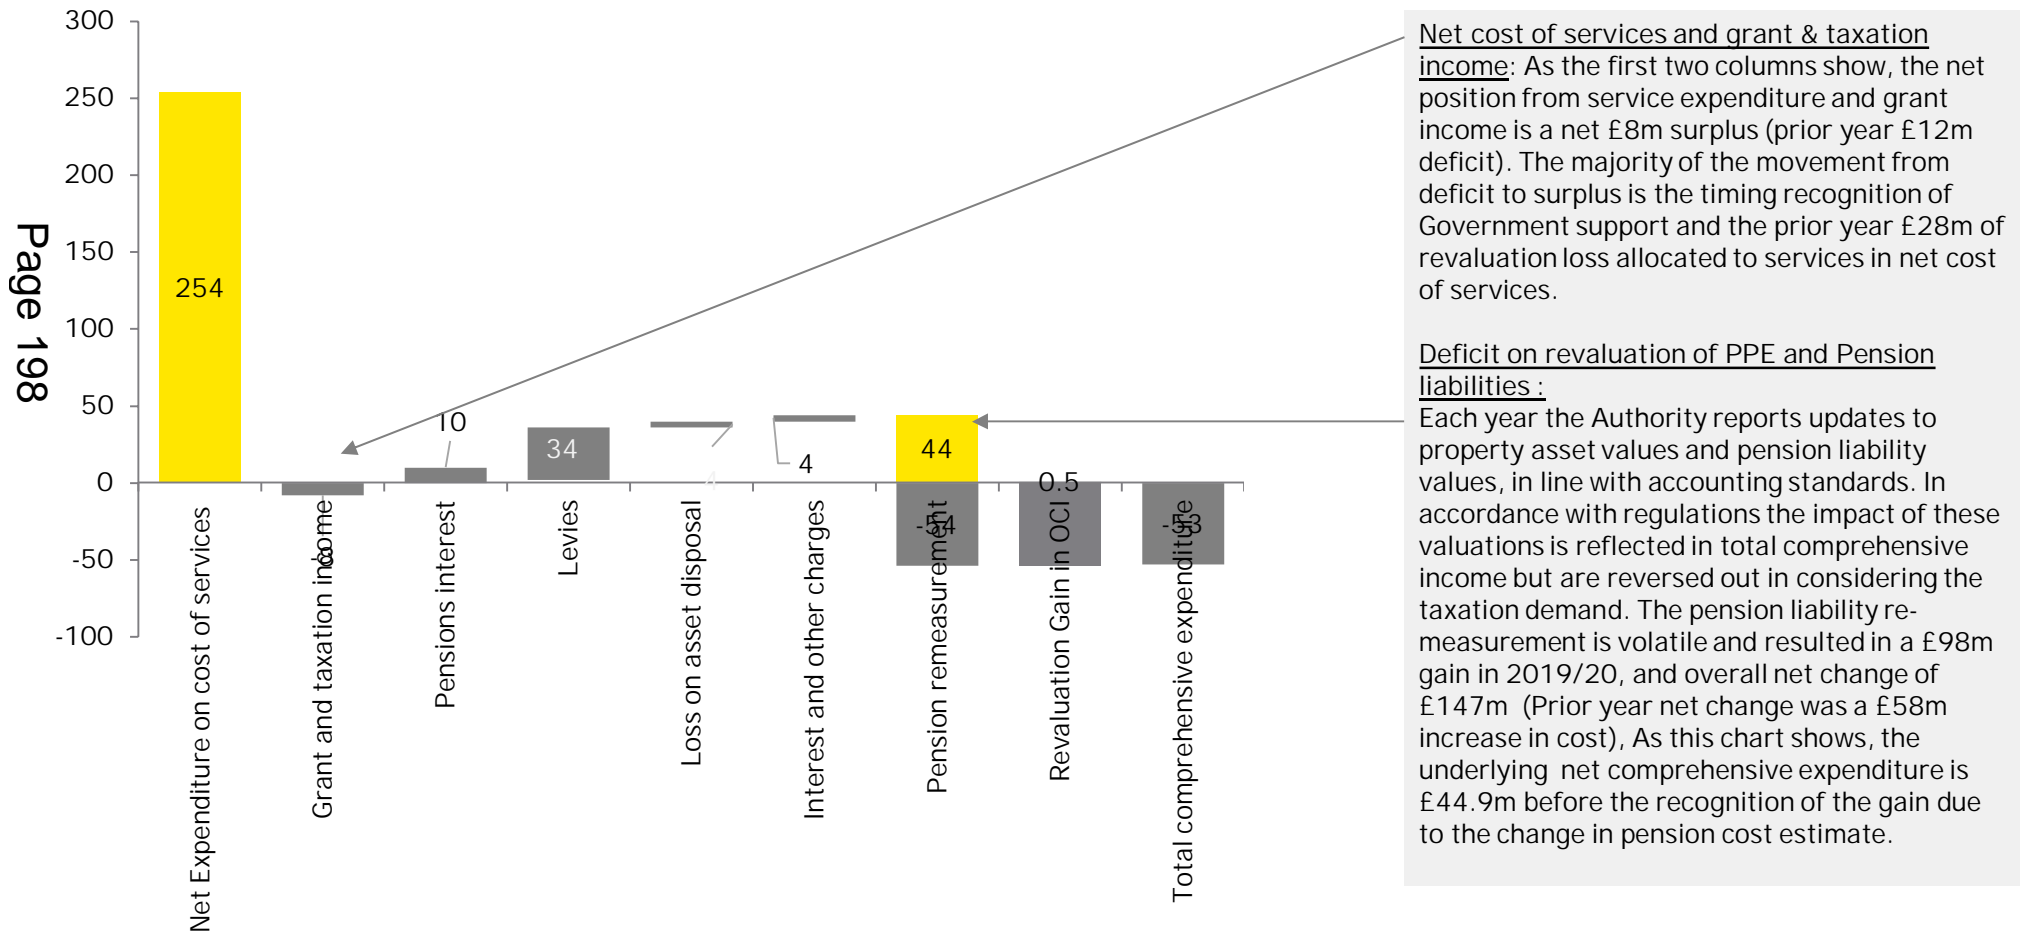 300
250
200
150
100
50
0
-50
-100
Page 198
254
-8
10
34
4
4
44
-54
0.5
-53
Net Expenditure on cost of services
Grant and taxation income
Pensions interest
Levies
Loss on asset disposal
Interest and other charges
Pension remeasurement
Revaluation Gain in OCI
Total comprehensive expenditure
Net cost of services and grant & taxation
income: As the first two columns show, the net
position from service expenditure and grant
income is a net £8m surplus (prior year £12m
deficit). The majority of the movement from
deficit to surplus is the timing recognition of
Government support and the prior year £28m of
revaluation loss allocated to services in net cost
of services.
Deficit on revaluation of PPE and Pension
liabilities :
Each year the Authority reports updates to
property asset values and pension liability
values, in line with accounting standards. In
accordance with regulations the impact of these
valuations is reflected in total comprehensive
income but are reversed out in considering the
taxation demand. The pension liability re-
measurement is volatile and resulted in a £98m
gain in 2019/20, and overall net change of
£147m (Prior year net change was a £58m
increase in cost), As this chart shows, the
underlying net comprehensive expenditure is
£44.9m before the recognition of the gain due
to the change in pension cost estimate.